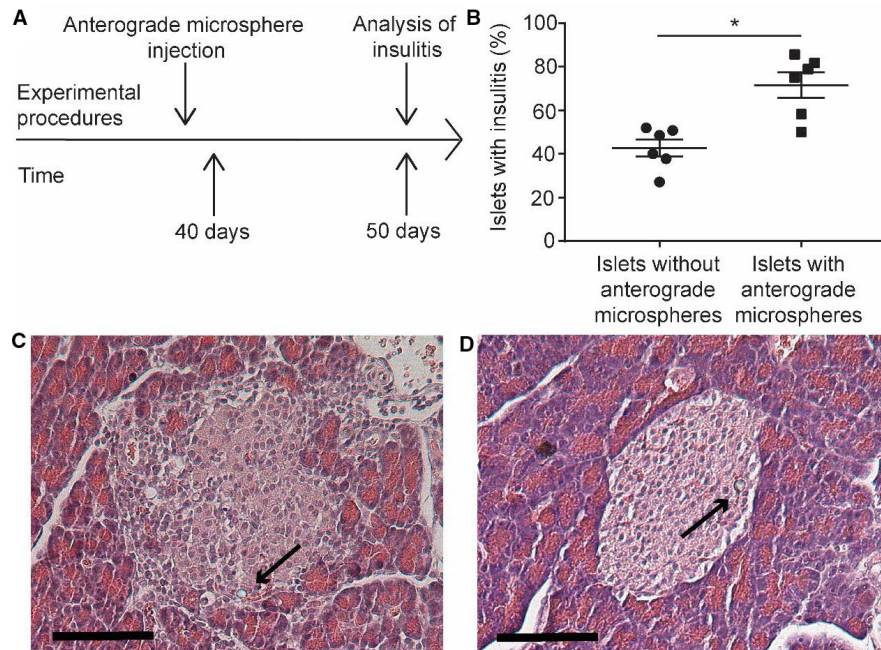 A
Anterograde microsphere
injection
Analysis of
insulitis
Experimental
procedures
Time
40 days
50 days
B
Islets with insulitis (%)
100
80
60
40
20
0
*
Islets without
anterograde
microspheres
Islets with
anterograde
microspheres
C
D